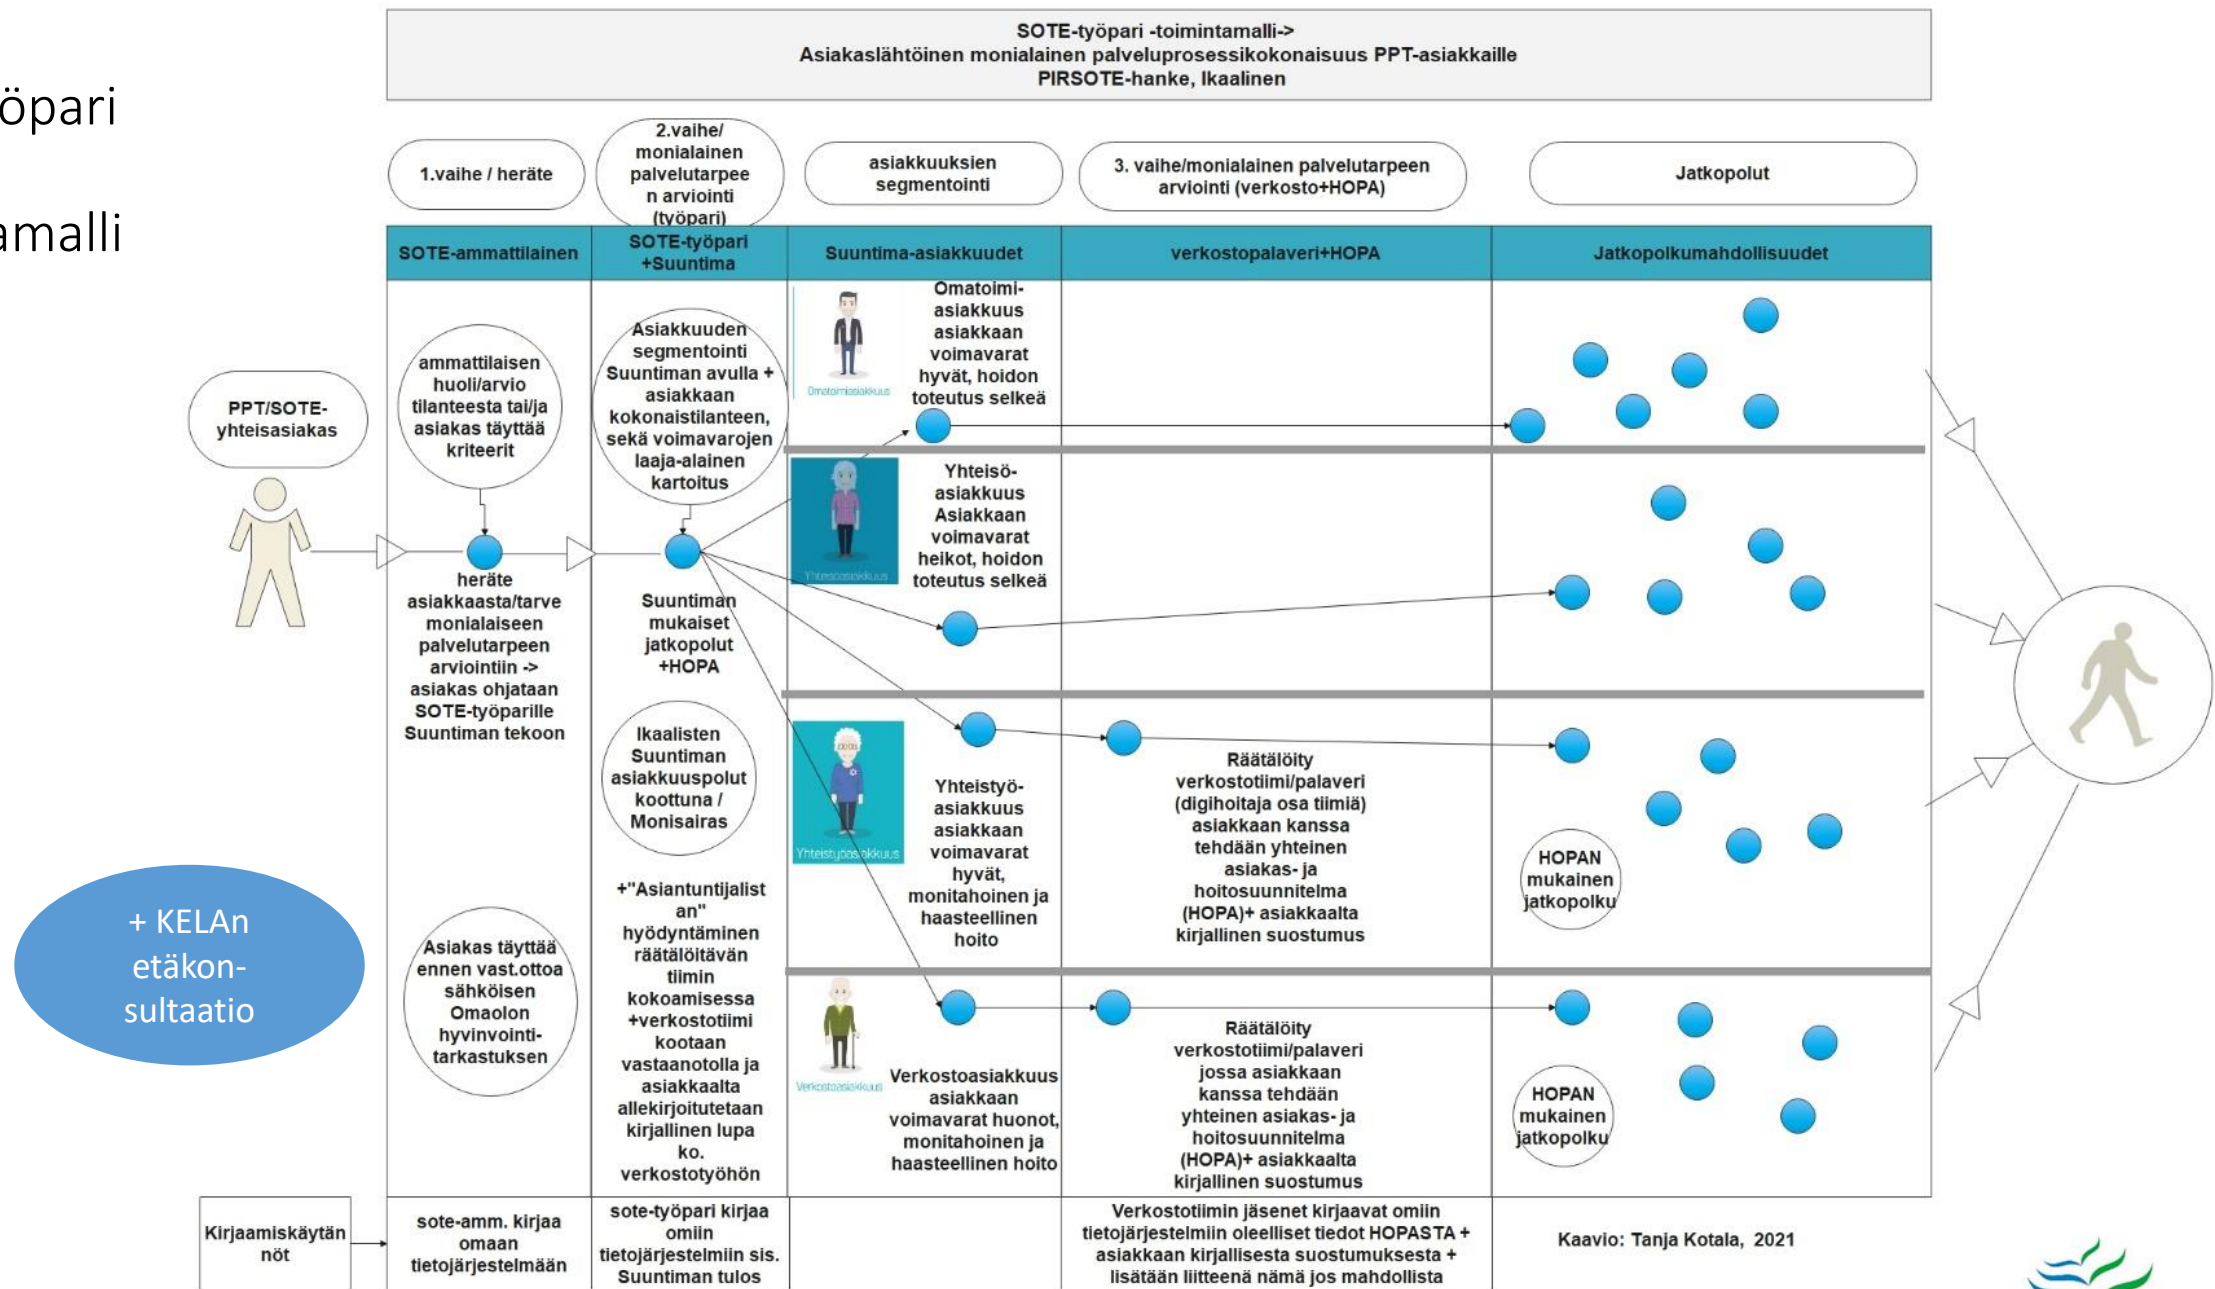 SOTE-työpari -toimintamalli->
Asiakaslähtöinen monialainen palveluprosessikokonaisuus PPT-asiakkaille
PIRSOTE-hanke, Ikaalinen
öpari
amalli
1.vaihe / heräte
2.vaihe/
monialainen
palvelutarpee
n arviointi
(työpari)
asiakkuuksien
segmentointi
3. vaihe/monialainen palvelutarpeen
arviointi (verkosto+HOPA)
Jatkopolut
SOTE-ammattilainen
SOTE-työpari
+Suuntima
Suuntima-asiakkuudet
verkostopalaveri+HOPA
Jatkopolkumahdollisuudet
PPT/SOTE-
yhteisasiakas
ammattilaisen
huoli/arvio
tilanteesta tai/ja
asiakas täyttää
kriteerit
heräte
asiakkaasta/tarve
monialaiseen
palvelutarpeen
arviointiin ->
asiakas ohjataan
SOTE-työparille
Suuntiman tekoon
Asiakas täyttää
ennen vast.ottoa
sähköisen
Omaolon
hyvinvointi-
tarkastuksen
+ KELAn
etäkon-
sultaatio
Asiakkuuden
segmentointi
Suuntiman avulla +
asiakkaan
kokonaistilanteen,
sekä voimavarojen
laaja-alainen
kartoitus
Suuntiman
mukaiset
jatkopolut
+HOPA
Ikaalisten
Suuntiman
asiakkuuspolut
koottuna /
Monisairas
+"Asiantuntijalist
an"
hyödyntäminen
räätälöitävän
tiimin
kokoamisessa
+verkostotiimi
kootaan
vastaanotolla ja
asiakkaalta
allekirjoitutetaan
kirjallinen lupa
ko.
verkostotyöhön
Omatoimiasiakkuus
Omatoimi-
asiakkuus
asiakkaan
voimavarat
hyvät, hoidon
toteutus selkeä
Yhteisöasiakkuus
Yhteisö-
asiakkuus
Asiakkaan
voimavarat
heikot, hoidon
toteutus selkeä
Yhteistyöasiakkuus
Yhteistyö-
asiakkuus
asiakkaan
voimavarat
hyvät,
monitahoinen ja
haasteellinen
hoito
Verkostoasiakkuus
Verkostoasiakkuus
asiakkaan
voimavarat huonot,
monitahoinen ja
haasteellinen hoito
Räätälöity
verkostotiimi/palaveri
(digihoitaja osa tiimiä)
asiakkaan kanssa
tehdään yhteinen
asiakas- ja
hoitosuunnitelma
(HOPA)+ asiakkaalta
kirjallinen suostumus
HOPAN
mukainen
jatkopolku
Räätälöity
verkostotiimi/palaveri
jossa asiakkaan
kanssa tehdään
yhteinen asiakas- ja
hoitosuunnitelma
(HOPA)+ asiakkaalta
kirjallinen suostumus
HOPAN
mukainen
jatkopolku
Kirjaamiskäytän
nöt
sote-amm. kirjaa
omaan
tietojärjestelmään
sote-työpari kirjaa
omiin
tietojärjestelmiin sis.
Suuntiman tulos
Verkostotiimin jäsenet kirjaavat omiin
tietojärjestelmiin oleelliset tiedot HOPASTA +
asiakkaan kirjallisesta suostumuksesta +
lisätään liitteenä nämä jos mahdollista
Kaavio: Tanja Kotala, 2021